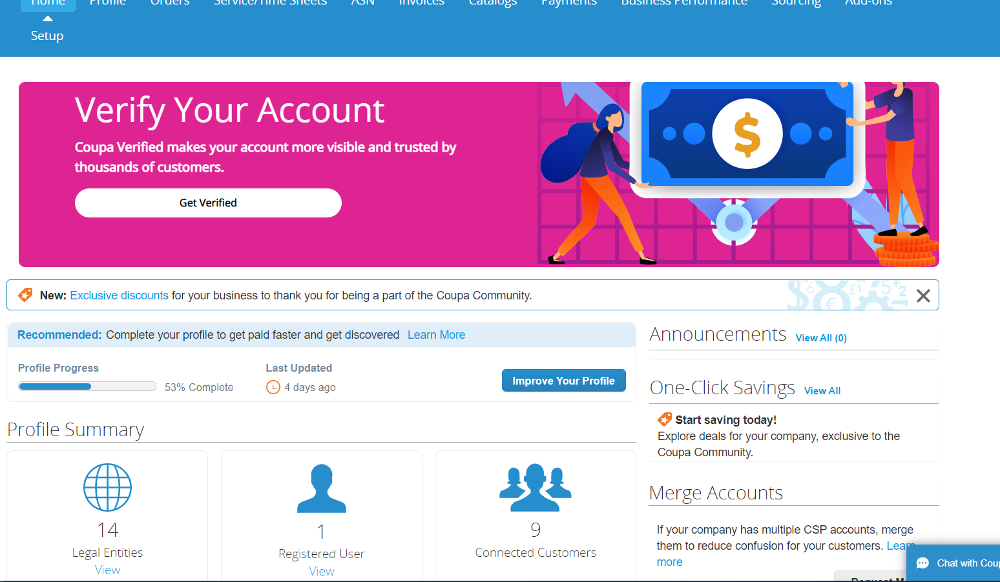 Home Profile Orders Service/Time Sheets ASN Invoices Catalogs Payments Business Performance Sourcing Add-ons
Setup
Verify Your Account
Coupa Verified makes your account more visible and trusted by
thousands of customers.
Get Verified
$
New: Exclusive discounts for your business to thank you for being a part of the Coupa Community.
Recommended: Complete your profile to get paid faster and get discovered Learn More
Profile Progress
53% Complete
Last Updated
4 days ago
Improve Your Profile
Profile Summary
14
Legal Entities
View
1
Registered User
View
9
Connected Customers
Announcements View All (0)
One-Click Savings View All
Start saving today!
Explore deals for your company, exclusive to the
Coupa Community.
Merge Accounts
If your company has multiple CSP accounts, merge
them to reduce confusion for your customers. Learn
more
Request M
Chat with Coup